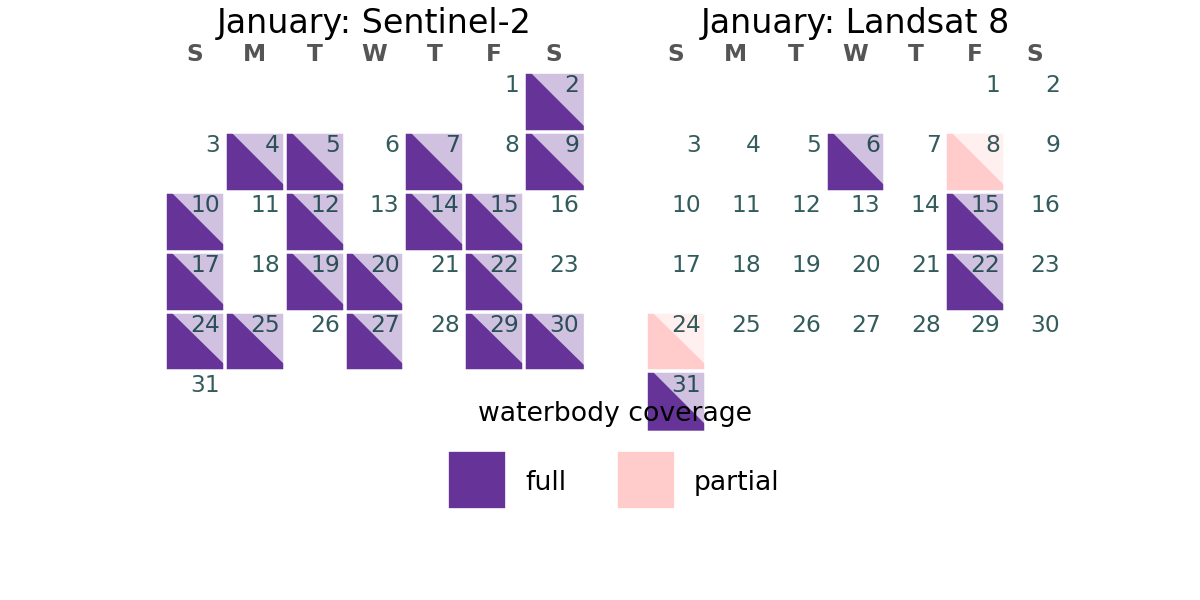 January: Sentinel-2
S M T W T F S
1 2
3 4 5 6 7 8 9
10 11 12 13 14 15 16
17 18 19 20 21 22 23
24 25 26 27 28 29 30
31
January: Landsat 8
S M T W T F S
1 2
3 4 5 6 7 8 9
10 11 12 13 14 15 16
17 18 19 20 21 22 23
24 25 26 27 28 29 30
31
waterbody coverage
full
partial